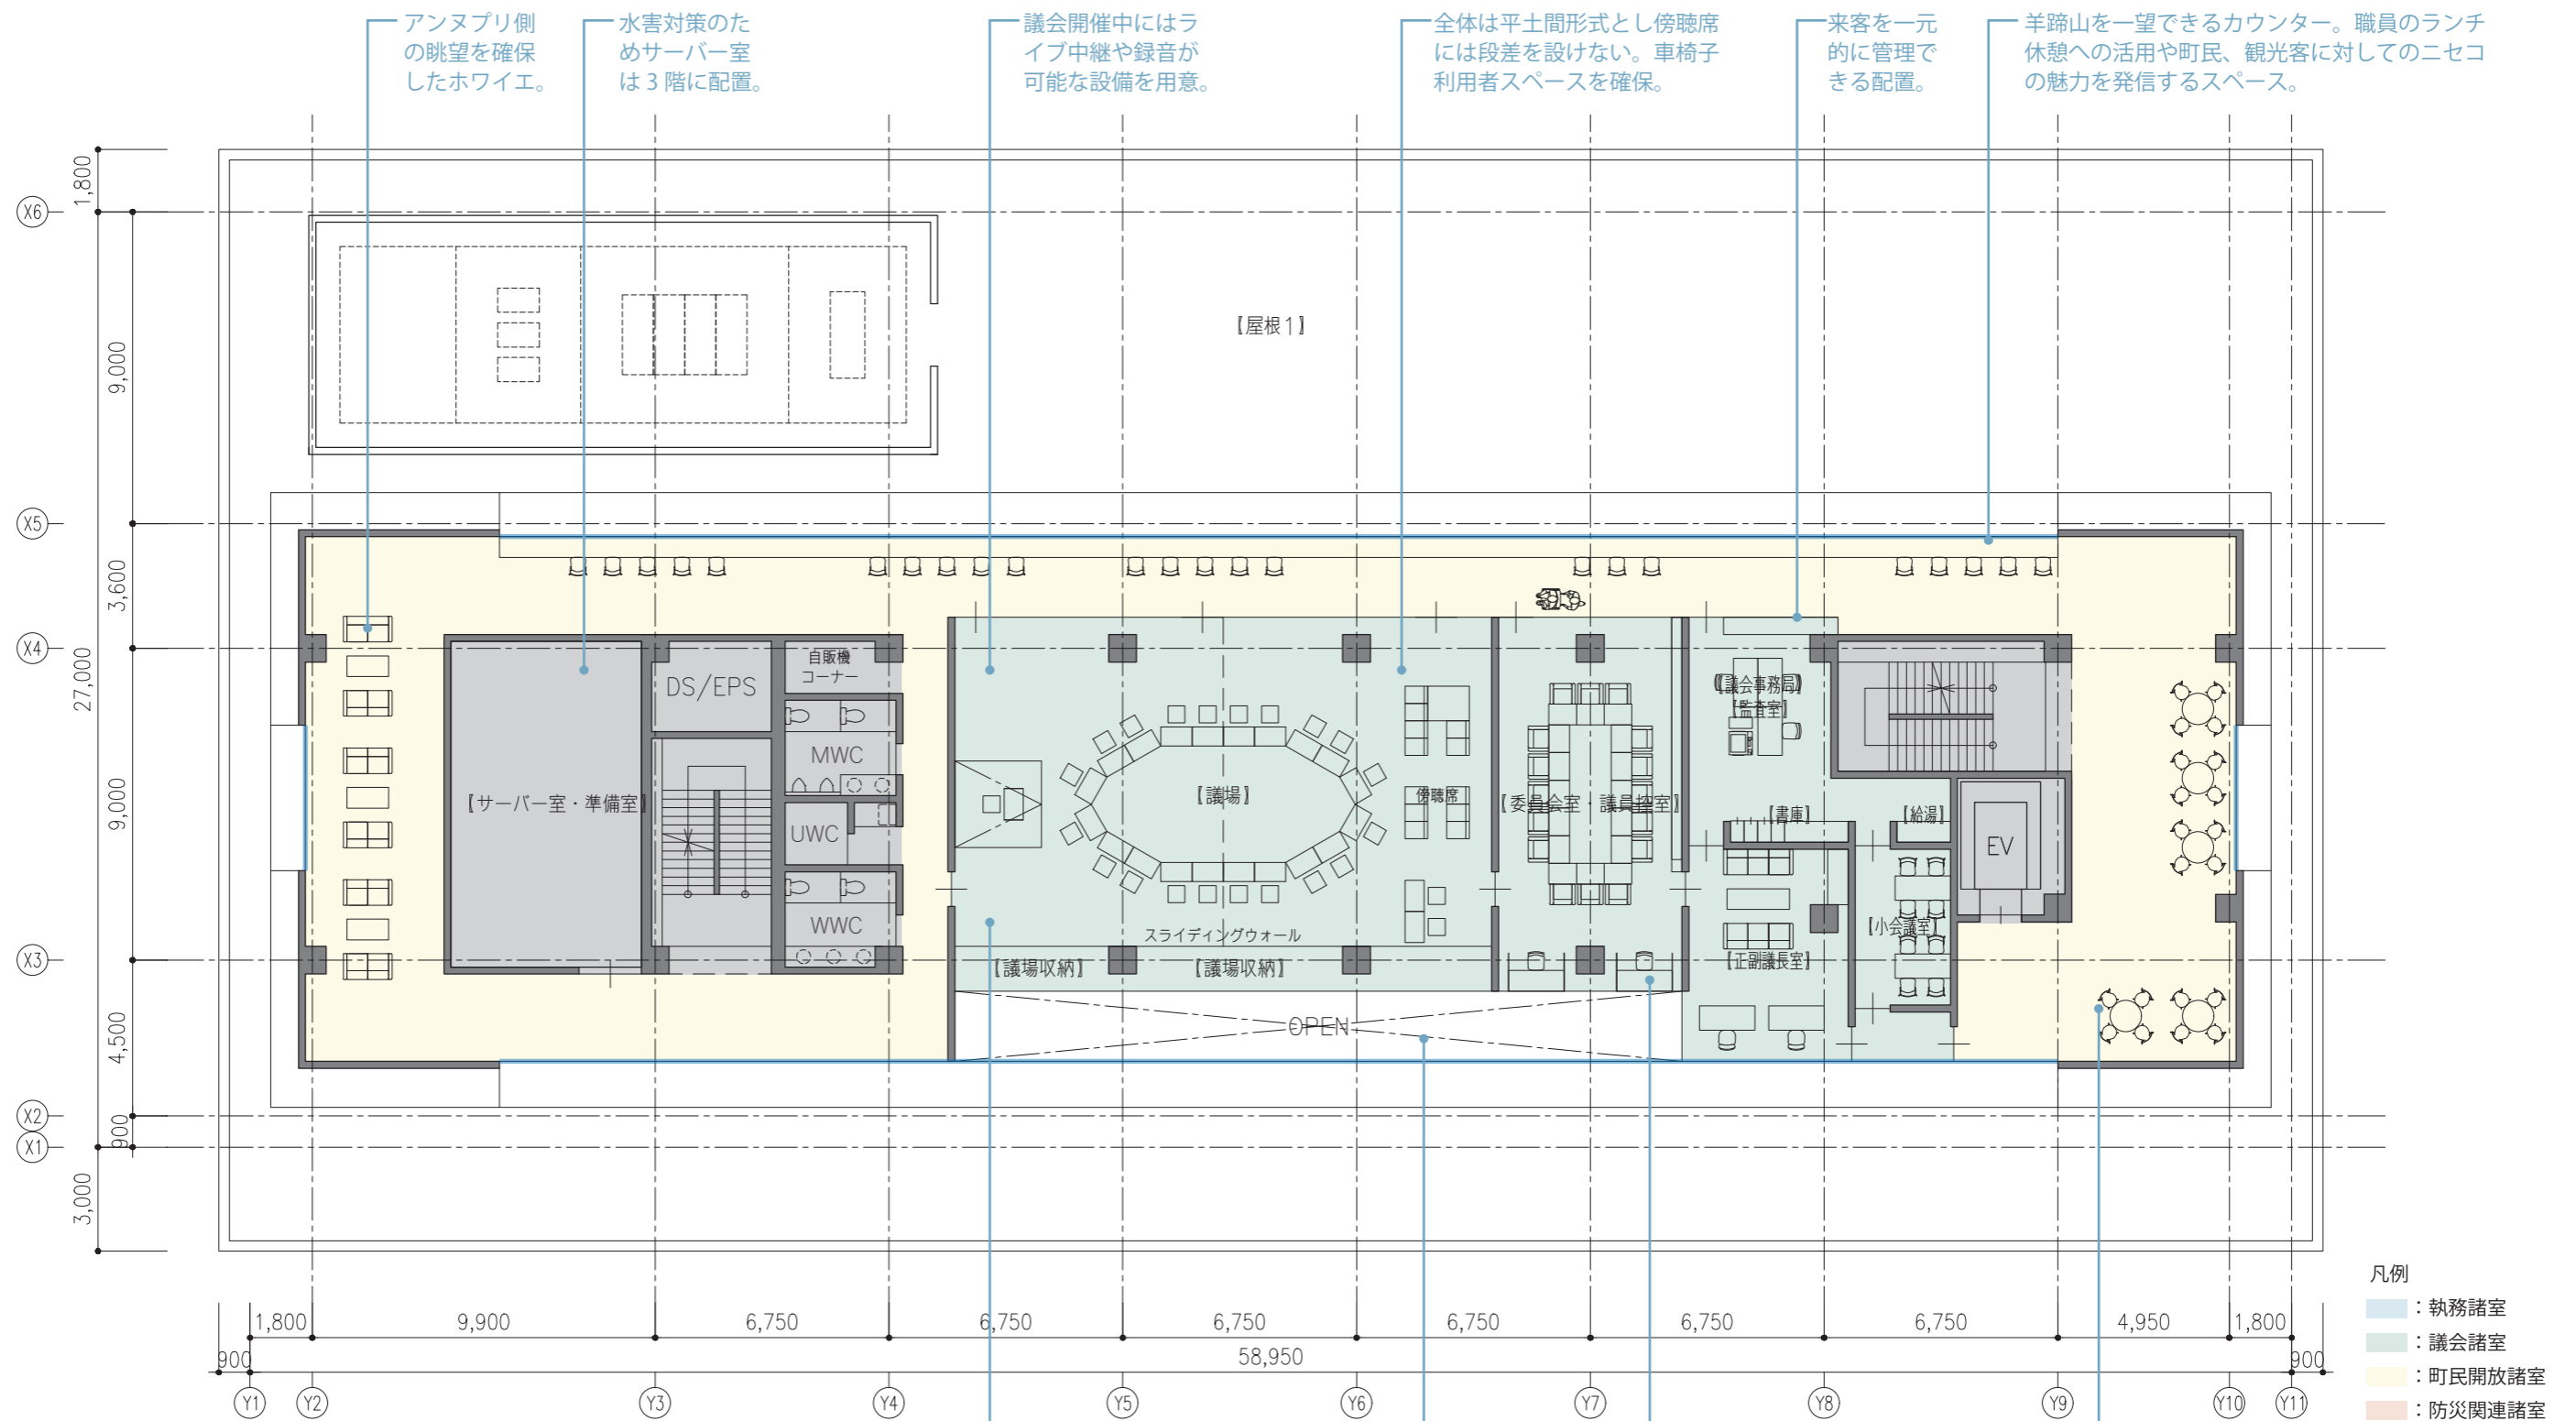 アンヌプリ側
の眺望を確保
したホワイエ。
水害対策のた
めサーバー室
は 3 階に配置。
議会開催中にはラ
イブ中継や録音が
可能な設備を用意。
全体は平土間形式とし傍聴席
には段差を設けない。車椅子
利用者スペースを確保。
来客を一元
的に管理で
きる配置。
羊蹄山を一望できるカウンター。職員のランチ
休憩への活用や町民、観光客に対してのニセコ
の魅力を発信するスペース。
1,800
X6
9,000
【屋根1】
X5
3,600
X4
27,000
自販機
コーナー
DS/EPS
【議会事務局】
【監査室】
MWC
【サーバー室・準備室】
【議場】
傍聴席
【委員会室・議員控室】
【書庫】
【給湯】
9,000
UWC
EV
WWC
スライディングウォール
【小会議室】
X3
【議場収納】
【議場収納】
【正副議長室】
4,500
OPEN
X2
900
X1
3,000
凡例
：執務諸室
：議会諸室
：町民開放諸室
：防災関連諸室
1,800
9,900
6,750
6,750
6,750
6,750
6,750
6,750
4,950
1,800
900
58,950
900
Y1
Y2
Y3
Y4
Y5
Y6
Y7
Y8
Y9
Y10
Y11